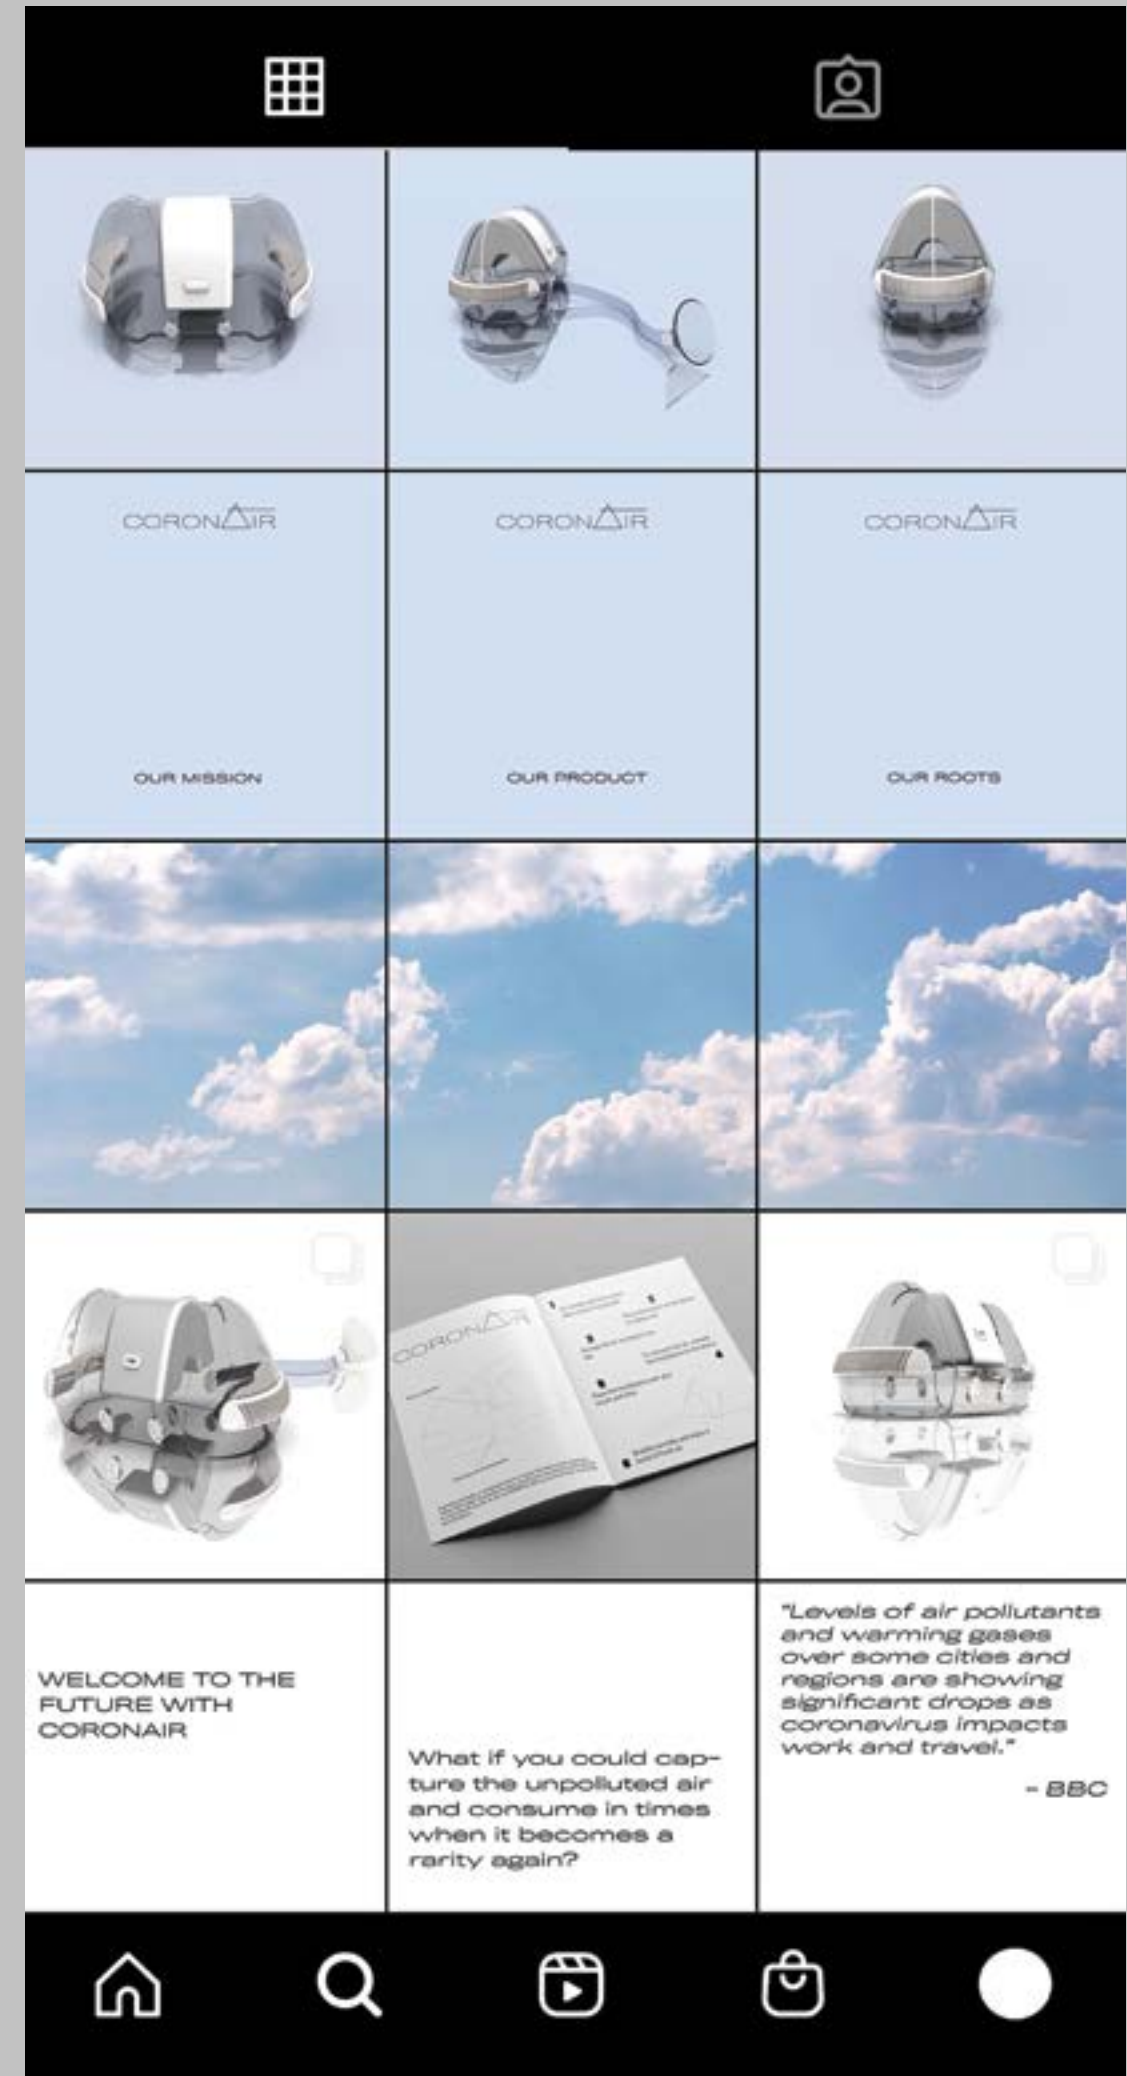 CORONAIR
CORONAIR
CORONAIR
OUR MISSION
OUR PRODUCT
OUR ROOTS
CORONAIR
WELCOME TO THE
FUTURE WITH
CORONAIR
What if you could cap-
ture the unpolluted air
and consume in times
when it becomes a
rarity again?
"Levels of air pollutants
and warming gases
over some cities and
regions are showing
significant drops as
coronavirus impacts
work and travel."
- BBC